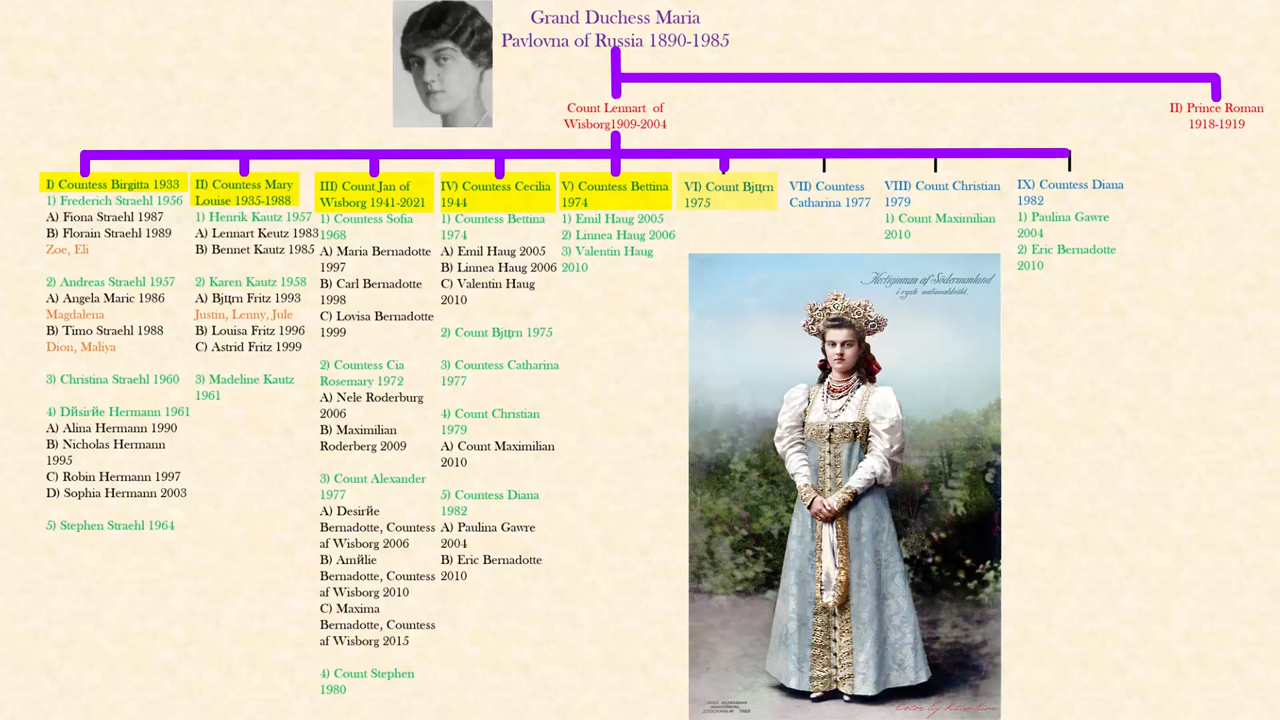 Grand Duchess Maria
Pavlovna of Russia 1890-1985
Count Lennart of
Wisborg1909-2004
II) Prince Roman
1918-1919
I) Countess Birgitta 1933
1) Frederich Straehl 1956
A) Fiona Straehl 1987
B) Florain Straehl 1989
Zoe, Eli
2) Andreas Straehl 1957
A) Angela Maric 1986
Magdalena
B) Timo Straehl 1988
Dion, Maliya
3) Christina Straehl 1960
4) Dйsirйe Hermann 1961
A) Alina Hermann 1990
B) Nicholas Hermann
1995
C) Robin Hermann 1997
D) Sophia Hermann 2003
5) Stephen Straehl 1964
II) Countess Mary
Louise 1935-1988
1) Henrik Kautz 1957
A) Lennart Keutz 1983
B) Bennet Kautz 1985
2) Karen Kautz 1958
A) Bjцrn Fritz 1993
Justin, Lenny, Jule
B) Louisa Fritz 1996
C) Astrid Fritz 1999
3) Madeline Kautz
1961
III) Count Jan of
Wisborg 1941-2021
1) Countess Sofia
1968
A) Maria Bernadotte
1997
B) Carl Bernadotte
1998
C) Lovisa Bernadotte
1999
2) Countess Cia
Rosemary 1972
A) Nele Roderburg
2006
B) Maximilian
Roderberg 2009
3) Count Alexander
1977
A) Desirйe
Bernadotte, Countess
af Wisborg 2006
B) Amйlie
Bernadotte, Countess
af Wisborg 2010
C) Maxima
Bernadotte, Countess
af Wisborg 2015
4) Count Stephen
1980
IV) Countess Cecilia
1944
1) Countess Bettina
1974
A) Emil Haug 2005
B) Linnea Haug 2006
C) Valentin Haug
2010
2) Count Bjцrn 1975
3) Countess Catharina
1977
4) Count Christian
1979
A) Count Maximilian
2010
5) Countess Diana
1982
A) Paulina Gawre
2004
B) Eric Bernadotte
2010
V) Countess Bettina
1974
1) Emil Haug 2005
2) Linnea Haug 2006
3) Valentin Haug
2010
VI) Count Bjцrn
1975
VII) Countess
Catharina 1977
VIII) Count Christian
1979
1) Count Maximilian
2010
IX) Countess Diana
1982
1) Paulina Gawre
2004
2) Eric Bernadotte
2010
Hertiginnan af Södermanland
i rysk nationaldräkt.
Color by Klimbim